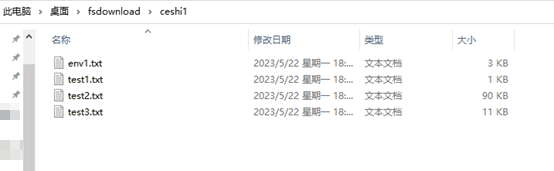 此电脑 › 桌面 › fsdownload › ceshi1
名称 修改日期 类型 大小
env1.txt 2023/5/22 星期一 18:... 文本文档 3 KB
test1.txt 2023/5/22 星期一 18:... 文本文档 1 KB
test2.txt 2023/5/22 星期一 18:... 文本文档 90 KB
test3.txt 2023/5/22 星期一 18:... 文本文档 11 KB